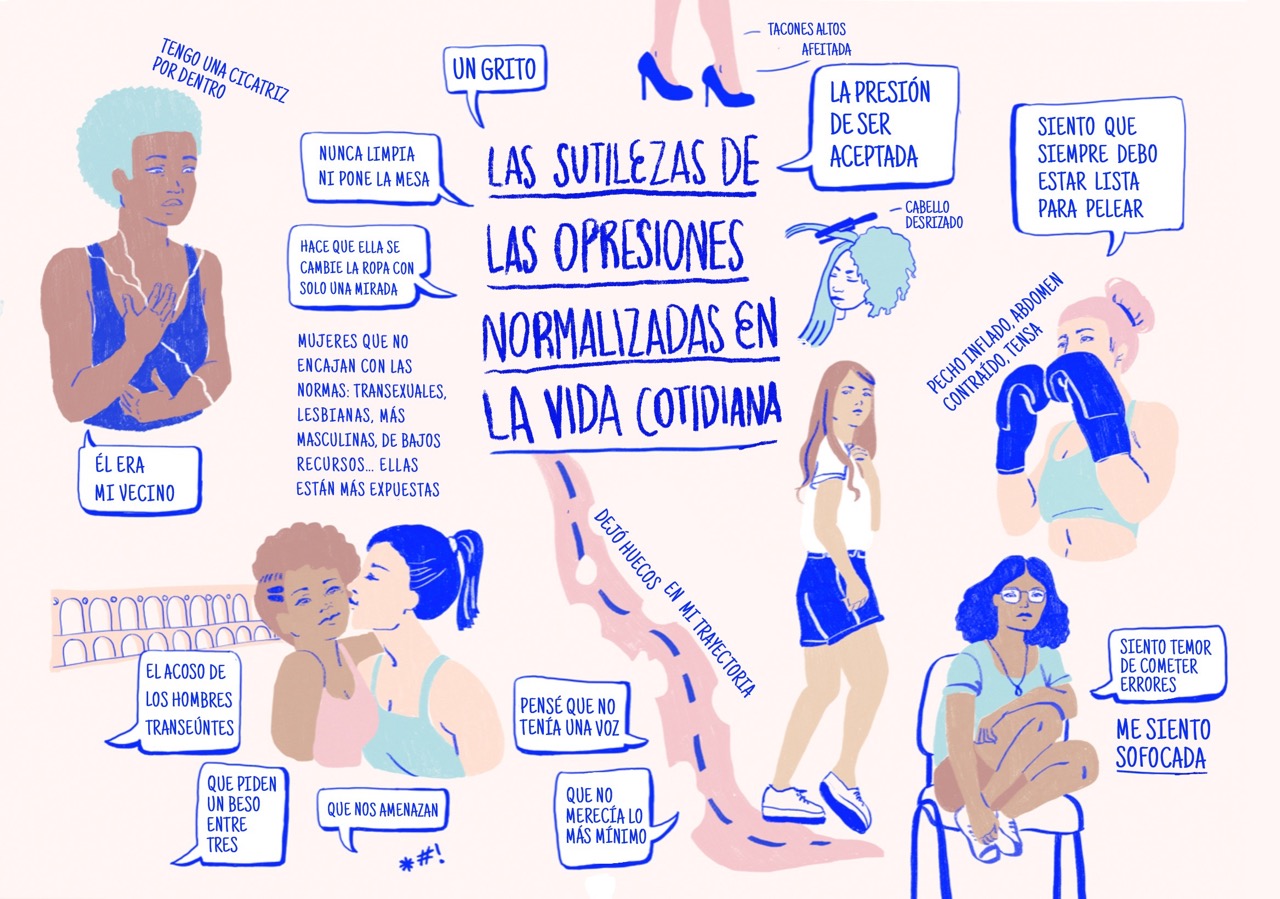 TENGO UNA CICATRIZ
POR DENTRO
UN GRITO
TACONES ALTOS
AFEITADA
LA PRESIÓN
DE SER
ACEPTADA
SIENTO QUE
SIEMPRE DEBO
ESTAR LISTA
PARA PELEAR
NUNCA LIMPIA
NI PONE LA MESA
LAS SUTILEZAS DE
LAS OPRESIONES
NORMALIZADAS EN
LA VIDA COTIDIANA
CABELLO
DESRIZADO
HACE QUE ELLA SE
CAMBIE LA ROPA CON
SOLO UNA MIRADA
PECHO INFLADO, ABDOMEN
CONTRAÍDO, TENSA
MUJERES QUE NO
ENCAJAN CON LAS
NORMAS: TRANSEXUALES,
LESBIANAS, MÁS
MASCULINAS, DE BAJOS
RECURSOS... ELLAS
ESTÁN MÁS EXPUESTAS
ÉL ERA
MI VECINO
DEJÓ HUECOS EN MI TRAYECTORIA
EL ACOSO DE
LOS HOMBRES
TRANSEÚNTES
QUE PIDEN
UN BESO
ENTRE
TRES
QUE NOS AMENAZAN
*#!
PENSÉ QUE NO
TENÍA UNA VOZ
QUE NO
MERECÍA LO
MÁS MÍNIMO
SIENTO TEMOR
DE COMETER
ERRORES
ME SIENTO
SOFOCADA